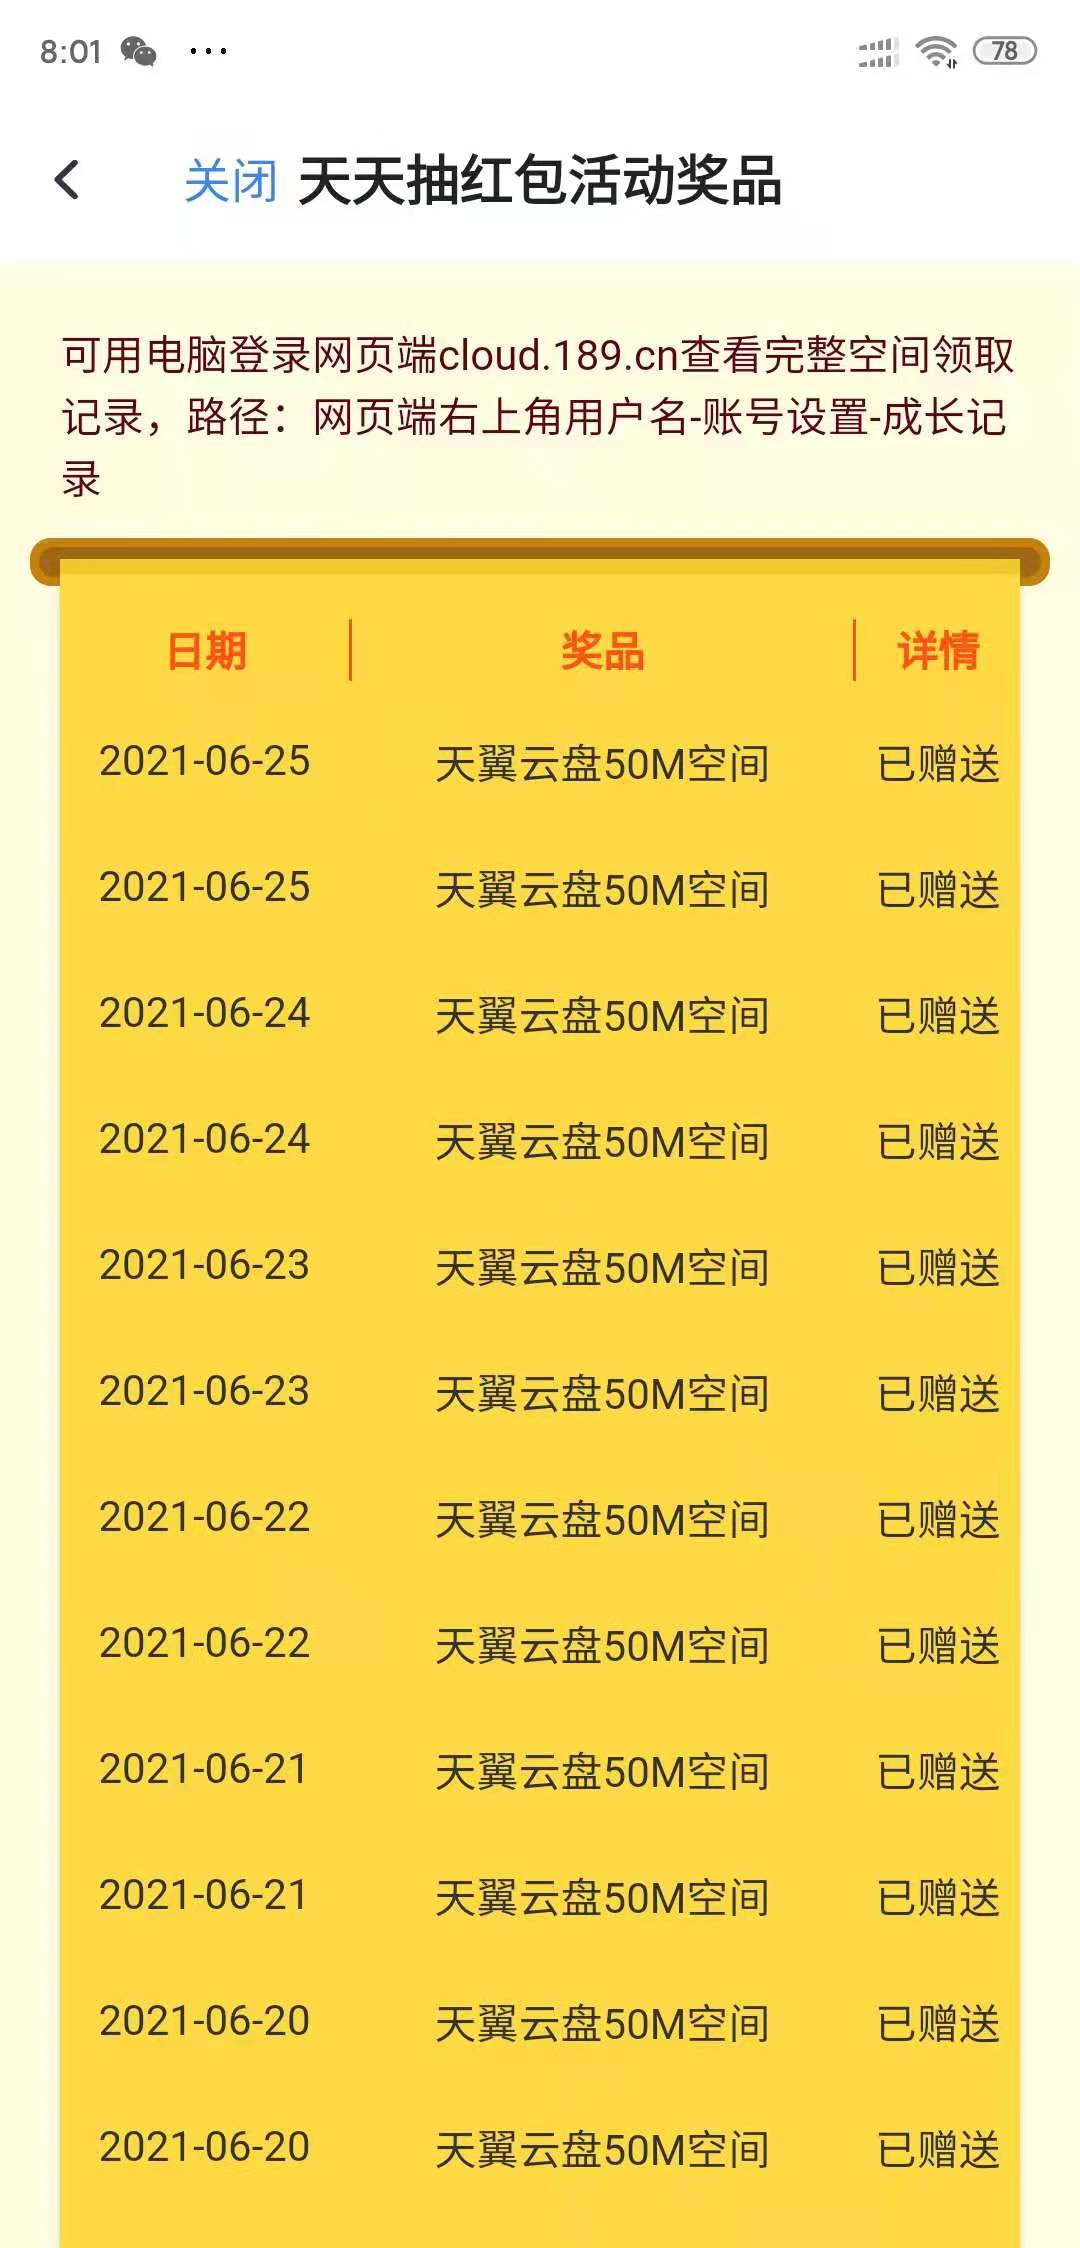 8:01 ... 78
关闭 天天抽红包活动奖品
可用电脑登录网页端cloud.189.cn查看完整空间领取
记录，路径：网页端右上角用户名-账号设置-成长记
录
日期 奖品 详情
2021-06-25 天翼云盘50M空间 已赠送
2021-06-25 天翼云盘50M空间 已赠送
2021-06-24 天翼云盘50M空间 已赠送
2021-06-24 天翼云盘50M空间 已赠送
2021-06-23 天翼云盘50M空间 已赠送
2021-06-23 天翼云盘50M空间 已赠送
2021-06-22 天翼云盘50M空间 已赠送
2021-06-22 天翼云盘50M空间 已赠送
2021-06-21 天翼云盘50M空间 已赠送
2021-06-21 天翼云盘50M空间 已赠送
2021-06-20 天翼云盘50M空间 已赠送
2021-06-20 天翼云盘50M空间 已赠送